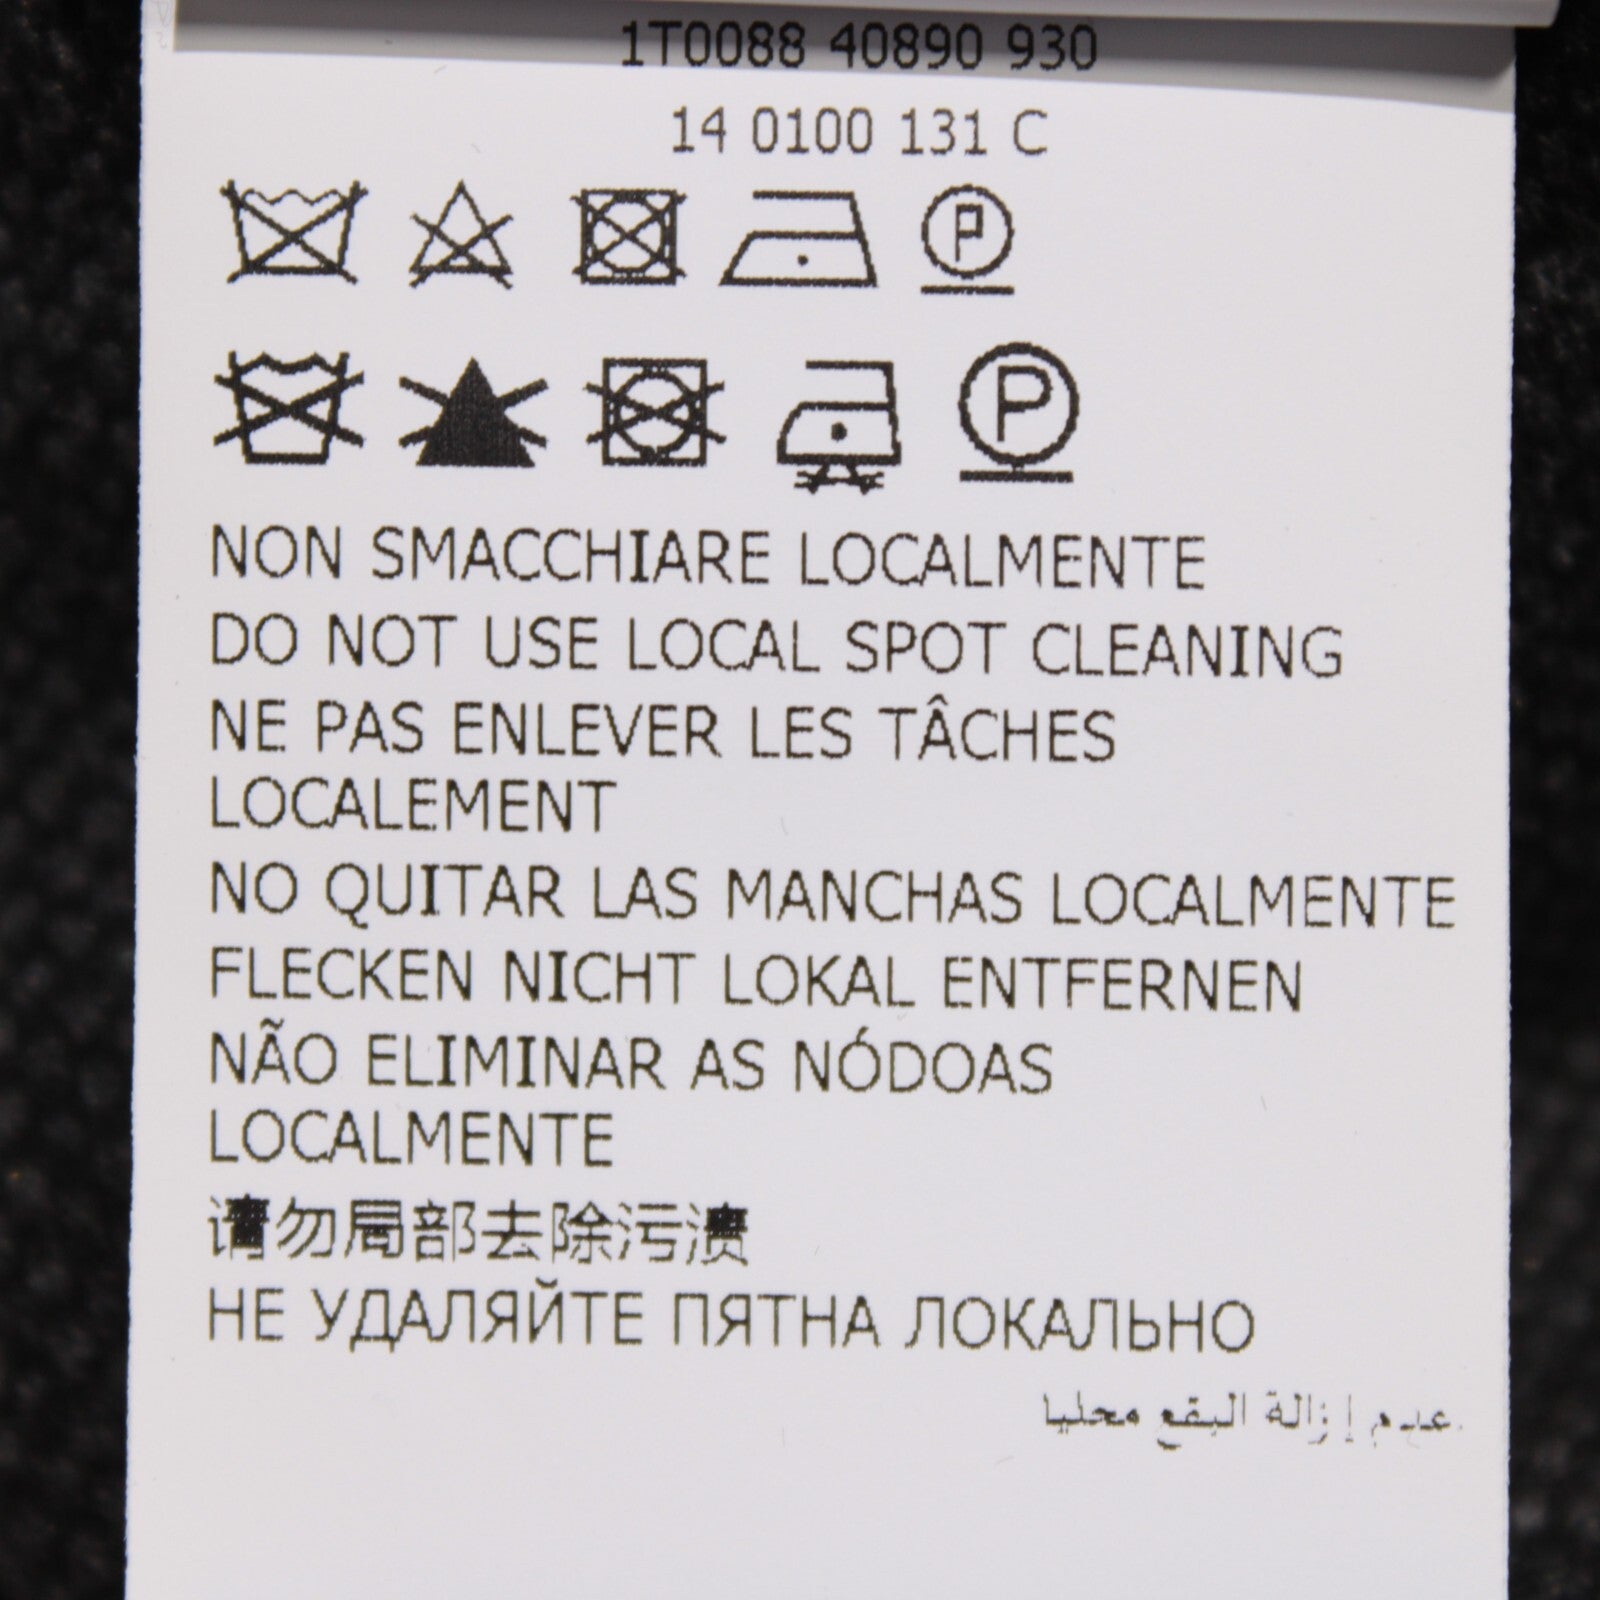 1T0088 40890 930
14 0100 131 C
P
P
NON SMACCHIARE LOCALMENTE
DO NOT USE LOCAL SPOT CLEANING
NE PAS ENLEVER LES TÂCHES
LOCALEMENT
NO QUITAR LAS MANCHAS LOCALMENTE
FLECKEN NICHT LOKAL ENTFERNEN
NÃO ELIMINAR AS NÓDOAS
LOCALMENTE
请勿局部去除污渍
НЕ УДАЛЯЙТЕ ПЯТНА ЛОКАЛЬНО
عدم إزالة البقع محليا.